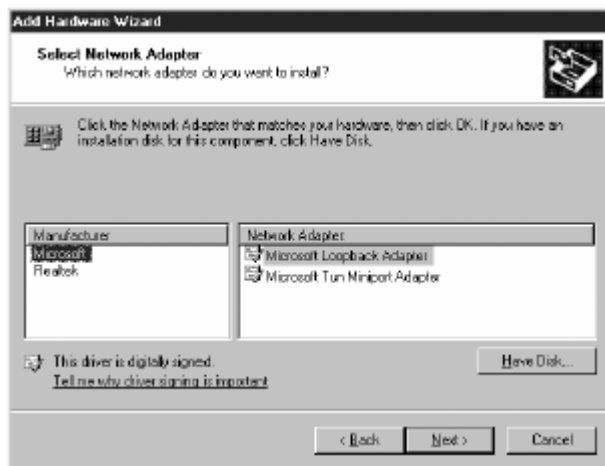 Add Hardware Wizard
Select Network Adapter
Which network adapter do you want to install?
Click the Network Adapter that matches your hardware, then click OK. If you have an
installation disk for this component, click Have Disk.
Manufacturer
Microsoft
Realtek
Network Adapter
Microsoft Loopback Adapter
Microsoft Tun Miniport Adapter
This driver is digitally signed.
Tell me why driver signing is important
Have Disk...
< Back
Next >
Cancel